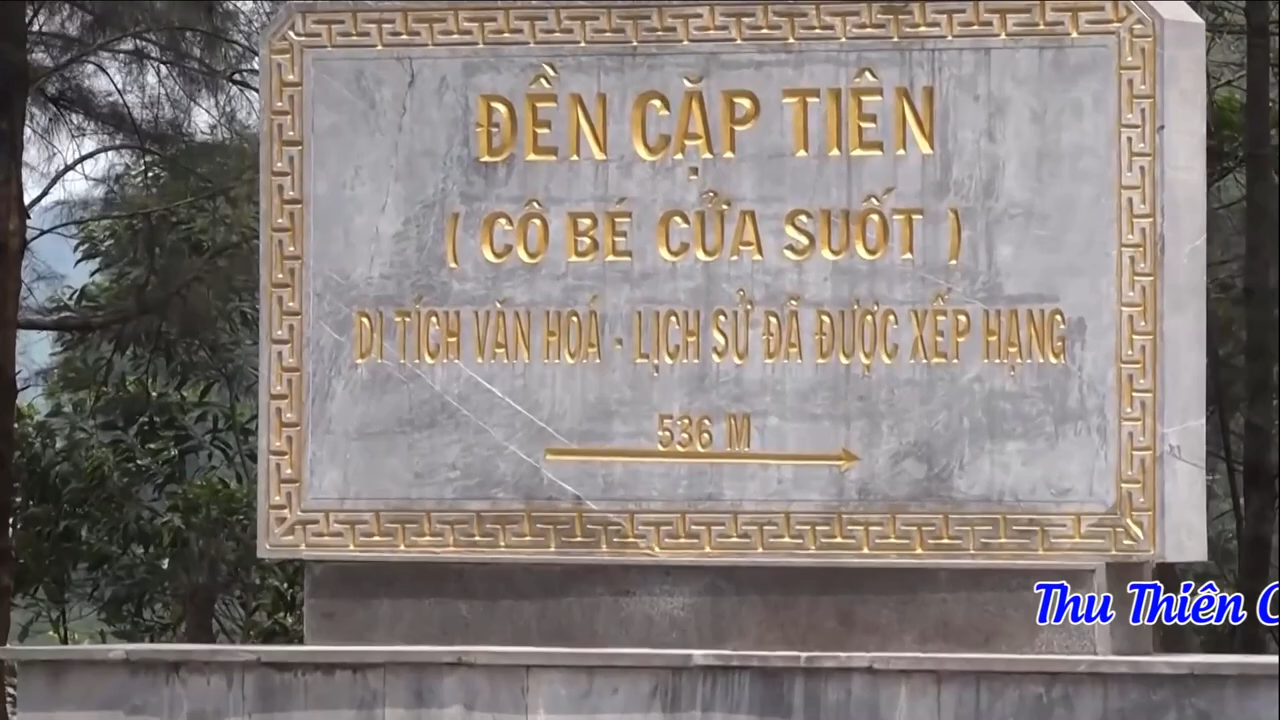 ĐỀN CẶP TIÊN
( CÔ BÉ CỬA SUỐT )
DI TÍCH VĂN HOÁ - LỊCH SỬ ĐÃ ĐƯỢC XẾP HẠNG
536 M
Thu Thiên